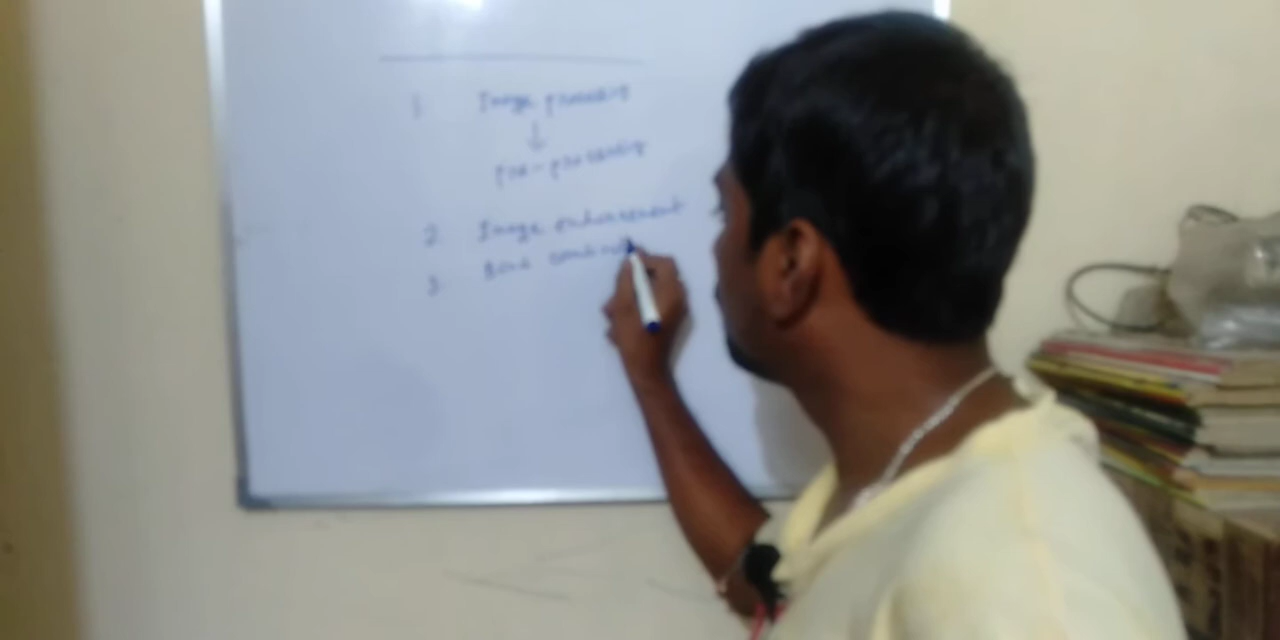 1. Image processing
pre-processing
2. Image enhancement
3.